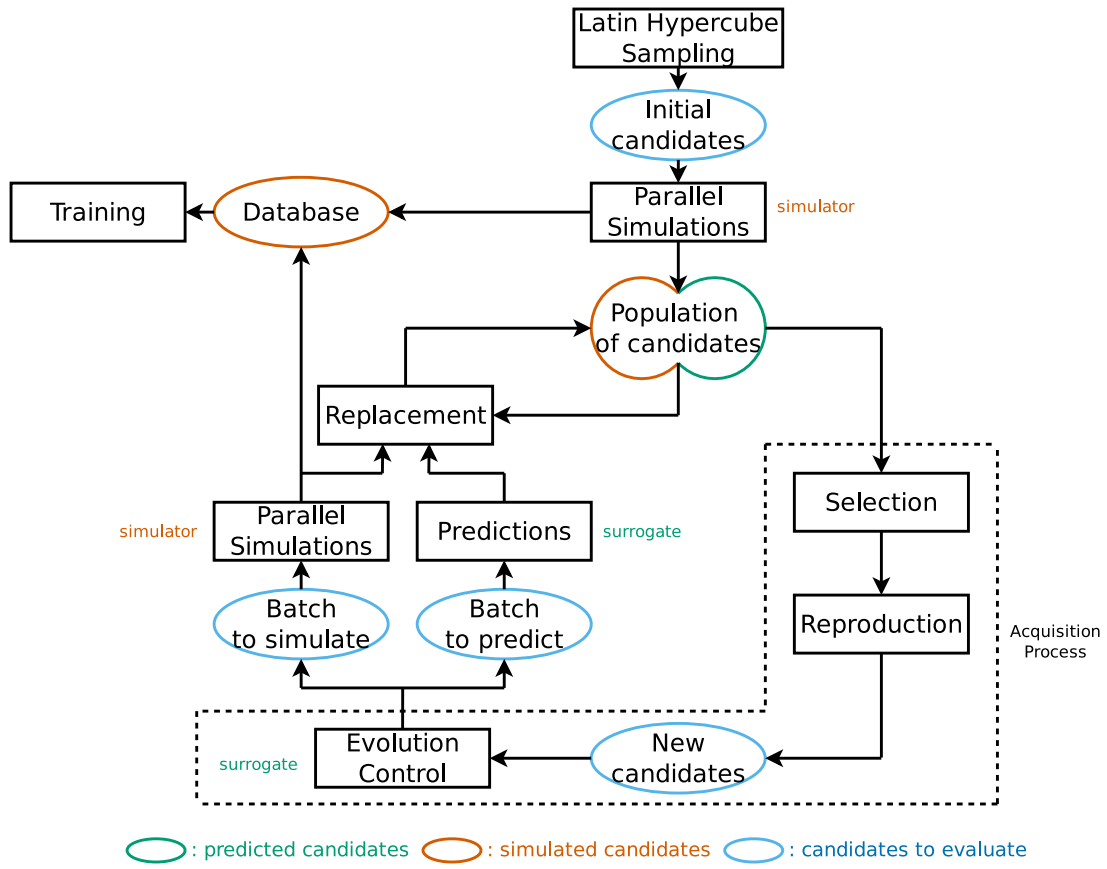 Latin Hypercube
Sampling
Initial
candidates
Training
Database
Parallel
Simulations
simulator
Population
of candidates
Replacement
Selection
simulator
Parallel
Simulations
Predictions
surrogate
Batch
to simulate
Batch
to predict
Reproduction
Acquisition
Process
surrogate
Evolution
Control
New
candidates
: predicted candidates
: simulated candidates
: candidates to evaluate